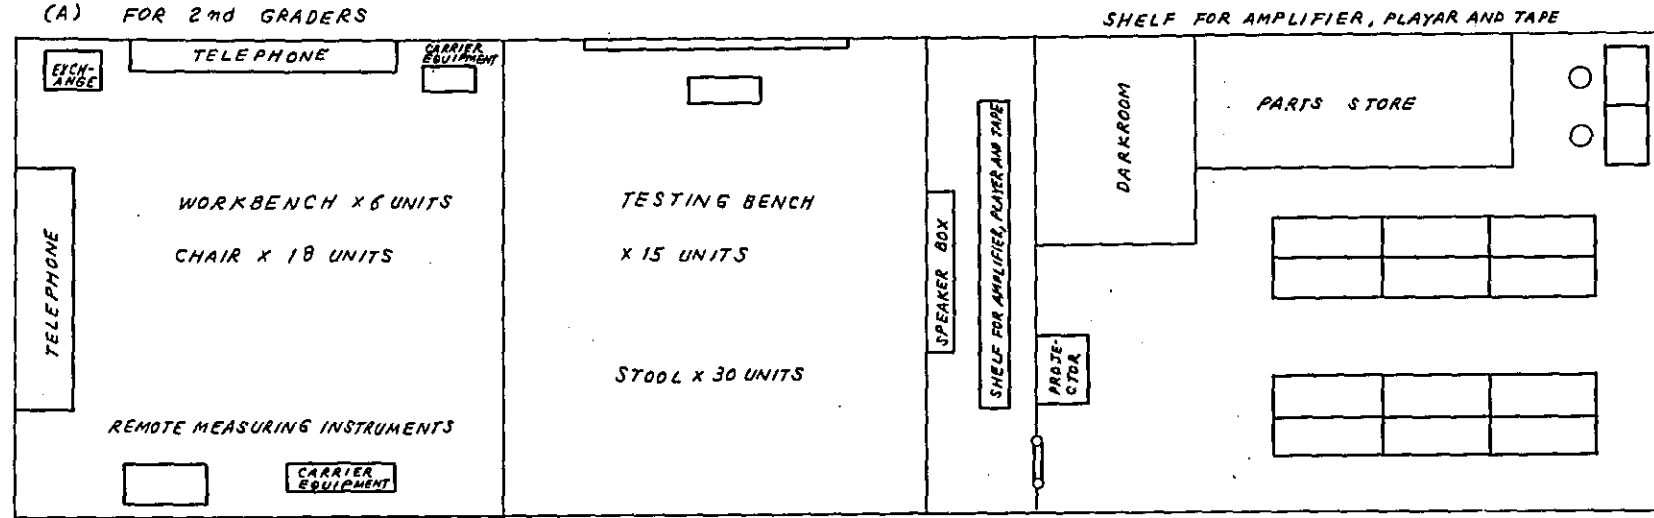 (A) FOR 2nd GRADERS
SHELF FOR AMPLIFIER, PLAYAR AND TAPE
EXCH-
ANGE
TELEPHONE
CARRIER
EQUIPMENT
TELEPHONE
WORKBENCH X 6 UNITS
CHAIR X 18 UNITS
REMOTE MEASURING INSTRUMENTS
CARRIER
EQUIPMENT
TESTING BENCH
X 15 UNITS
STOOL X 30 UNITS
SPEAKER BOX
SHELF FOR AMPLIFIER, PLAYER AND TAPE
DARKROOM
PARTS STORE
PROJE-
CTOR